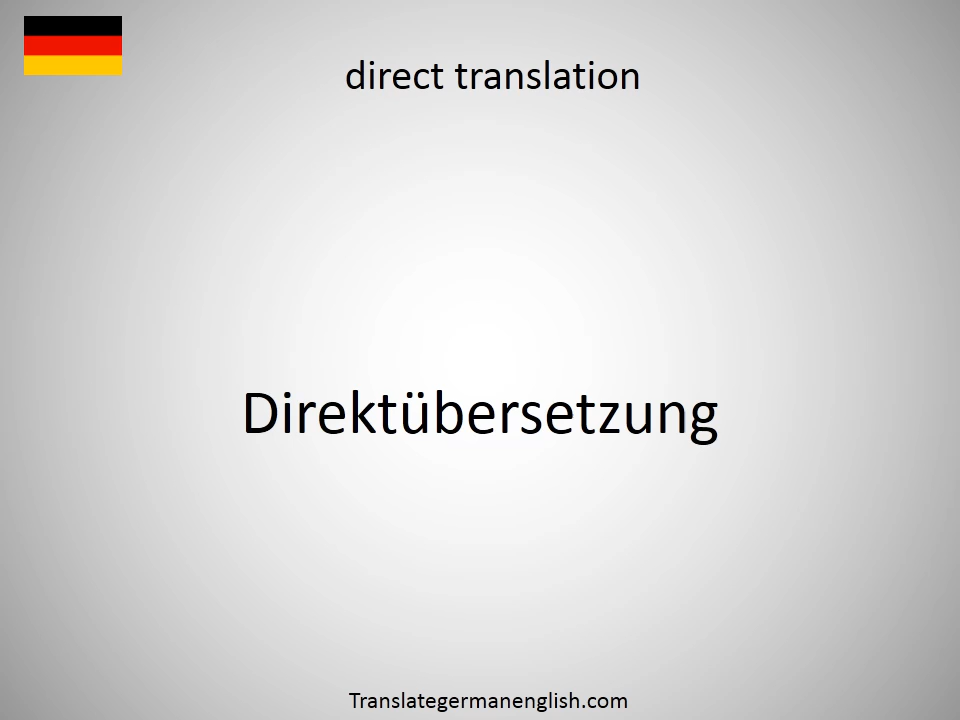 direct translation
Direktübersetzung
Translategermanenglish.com